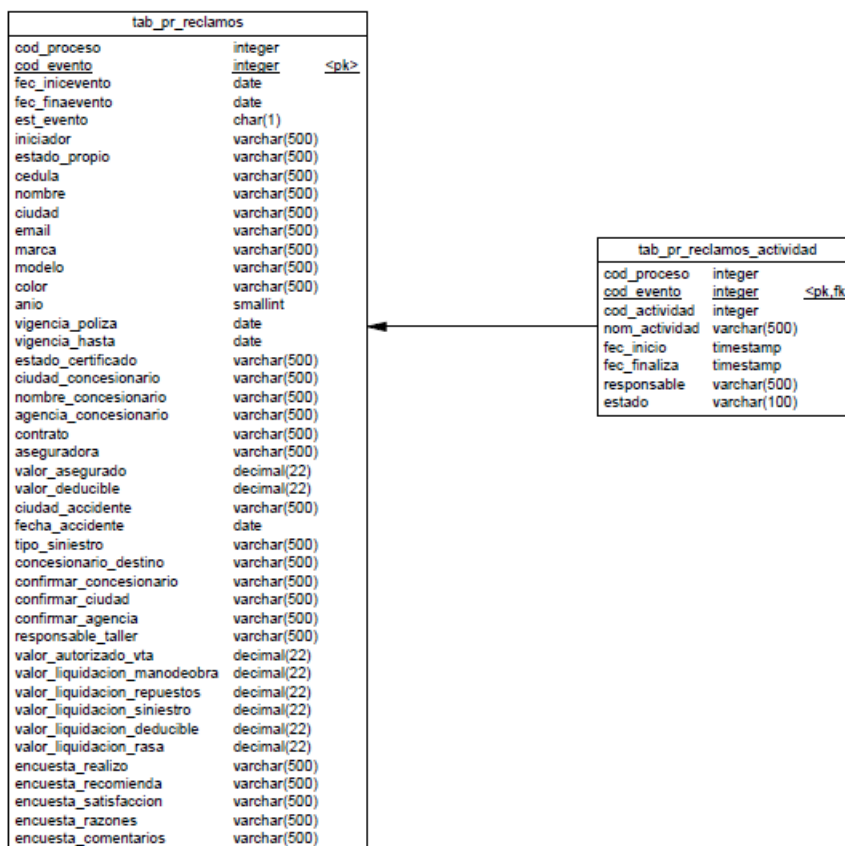 tab_pr_reclamos
cod_proceso integer
cod_evento integer <pk>
fec_inicevento date
fec_finaevento date
est_evento char(1)
iniciador varchar(500)
estado_propio varchar(500)
cedula varchar(500)
nombre varchar(500)
ciudad varchar(500)
email varchar(500)
marca varchar(500)
modelo varchar(500)
color varchar(500)
anio smallint
vigencia_poliza date
vigencia_hasta date
estado_certificado varchar(500)
ciudad_concesionario varchar(500)
nombre_concesionario varchar(500)
agencia_concesionario varchar(500)
contrato varchar(500)
aseguradora varchar(500)
valor_asegurado decimal(22)
valor_deducible decimal(22)
ciudad_accidente varchar(500)
fecha_accidente date
tipo_siniestro varchar(500)
concesionario_destino varchar(500)
confirmar_concesionario varchar(500)
confirmar_ciudad varchar(500)
confirmar_agencia varchar(500)
responsable_taller varchar(500)
valor_autorizado_vta decimal(22)
valor_liquidacion_manodeobra decimal(22)
valor_liquidacion_repuestos decimal(22)
valor_liquidacion_siniestro decimal(22)
valor_liquidacion_deducible decimal(22)
valor_liquidacion_rasa decimal(22)
encuesta_realizo varchar(500)
encuesta_recomienda varchar(500)
encuesta_satisfaccion varchar(500)
encuesta_razones varchar(500)
encuesta_comentarios varchar(500)
tab_pr_reclamos_actividad
cod_proceso integer
cod_evento integer <pk,fk
cod_actividad integer
nom_actividad varchar(500)
fec_inicio timestamp
fec_finaliza timestamp
responsable varchar(500)
estado varchar(100)